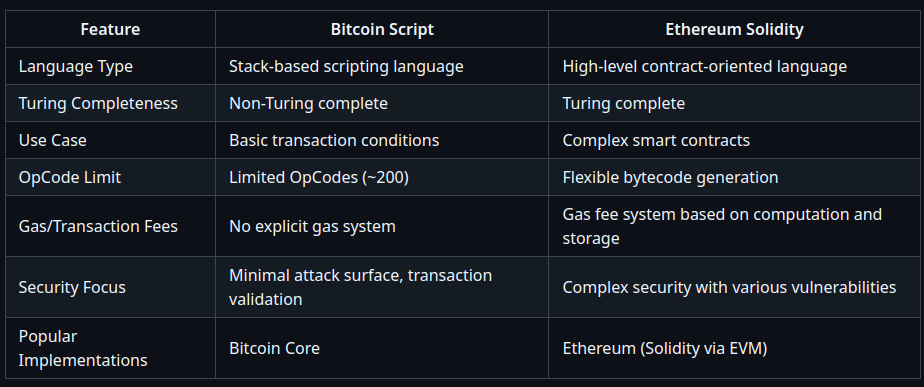 Feature Bitcoin Script Ethereum Solidity
Language Type Stack-based scripting language High-level contract-oriented language
Turing Completeness Non-Turing complete Turing complete
Use Case Basic transaction conditions Complex smart contracts
OpCode Limit Limited OpCodes (~200) Flexible bytecode generation
Gas/Transaction Fees No explicit gas system Gas fee system based on computation and
storage
Security Focus Minimal attack surface, transaction
validation Complex security with various vulnerabilities
Popular
Implementations Bitcoin Core Ethereum (Solidity via EVM)